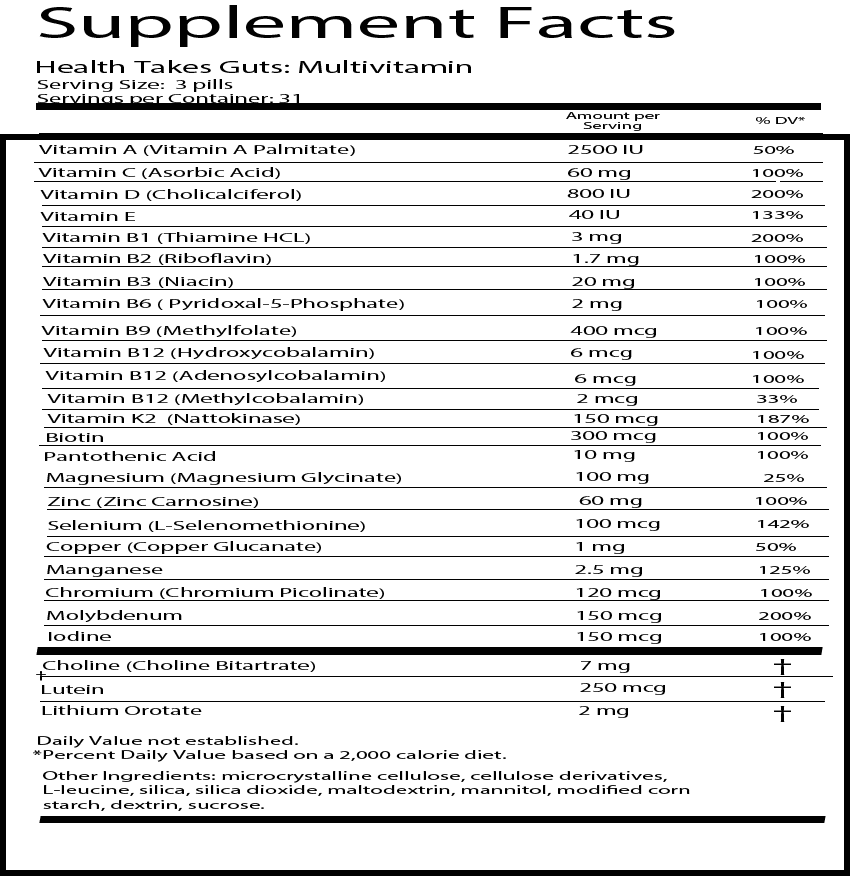 Supplement Facts
Health Takes Guts: Multivitamin
Serving Size: 3 pills
Servings per Container: 31
Amount per Serving % DV*
Vitamin A (Vitamin A Palmitate) 2500 IU 50%
Vitamin C (Asorbic Acid) 60 mg 100%
Vitamin D (Cholicalciferol) 800 IU 200%
Vitamin E 40 IU 133%
Vitamin B1 (Thiamine HCL) 3 mg 200%
Vitamin B2 (Riboflavin) 1.7 mg 100%
Vitamin B3 (Niacin) 20 mg 100%
Vitamin B6 ( Pyridoxal-5-Phosphate) 2 mg 100%
Vitamin B9 (Methylfolate) 400 mcg 100%
Vitamin B12 (Hydroxycobalamin) 6 mcg 100%
Vitamin B12 (Adenosylcobalamin) 6 mcg 100%
Vitamin B12 (Methylcobalamin) 2 mcg 33%
Vitamin K2 (Nattokinase) 150 mcg 187%
Biotin 300 mcg 100%
Pantothenic Acid 10 mg 100%
Magnesium (Magnesium Glycinate) 100 mg 25%
Zinc (Zinc Carnosine) 60 mg 100%
Selenium (L-Selenomethionine) 100 mcg 142%
Copper (Copper Glucanate) 1 mg 50%
Manganese 2.5 mg 125%
Chromium (Chromium Picolinate) 120 mcg 100%
Molybdenum 150 mcg 200%
Iodine 150 mcg 100%
Choline (Choline Bitartrate) 7 mg †
†
Lutein 250 mcg †
Lithium Orotate 2 mg †
Daily Value not established.
*Percent Daily Value based on a 2,000 calorie diet.
Other Ingredients: microcrystalline cellulose, cellulose derivatives,
L-leucine, silica, silica dioxide, maltodextrin, mannitol, modified corn
starch, dextrin, sucrose.